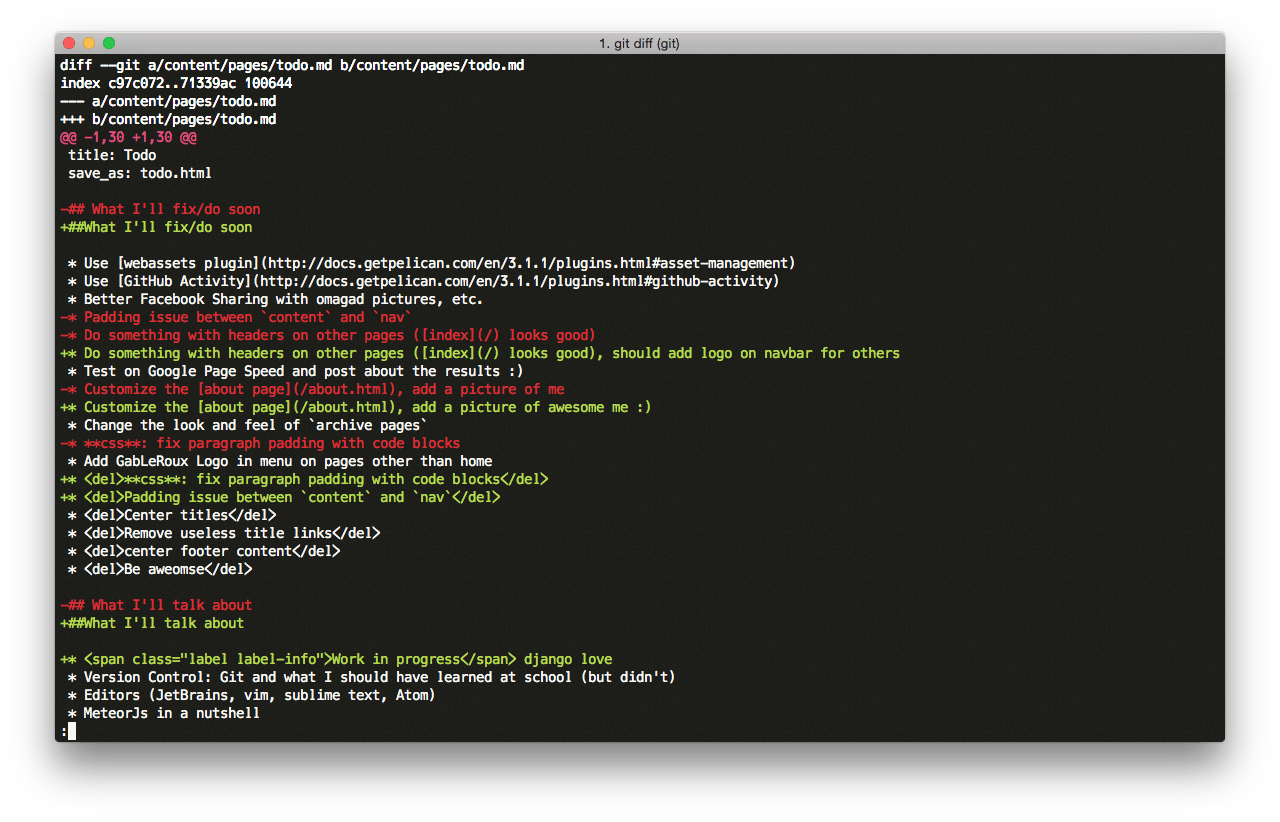 1. git diff (git)
diff --git a/content/pages/todo.md b/content/pages/todo.md
index c97c072..71339ac 100644
--- a/content/pages/todo.md
+++ b/content/pages/todo.md
@@ -1,30 +1,30 @@
 title: Todo
 save_as: todo.html

-## What I'll fix/do soon
+##What I'll fix/do soon

 * Use [webassets plugin](http://docs.getpelican.com/en/3.1.1/plugins.html#asset-management)
 * Use [GitHub Activity](http://docs.getpelican.com/en/3.1.1/plugins.html#github-activity)
 * Better Facebook Sharing with omagad pictures, etc.
-* Padding issue between `content` and `nav`
-* Do something with headers on other pages ([index](/) looks good)
+* Do something with headers on other pages ([index](/) looks good), should add logo on navbar for others
 * Test on Google Page Speed and post about the results :)
-* Customize the [about page](/about.html), add a picture of me
+* Customize the [about page](/about.html), add a picture of awesome me :)
 * Change the look and feel of `archive pages`
-* **css**: fix paragraph padding with code blocks
 * Add GabLeRoux Logo in menu on pages other than home
+* <del>**css**: fix paragraph padding with code blocks</del>
+* <del>Padding issue between `content` and `nav`</del>
 * <del>Center titles</del>
 * <del>Remove useless title links</del>
 * <del>center footer content</del>
 * <del>Be aweomse</del>

-## What I'll talk about
+##What I'll talk about

+* <span class="label label-info">Work in progress</span> django love
 * Version Control: Git and what I should have learned at school (but didn't)
 * Editors (JetBrains, vim, sublime text, Atom)
 * MeteorJs in a nutshell
: